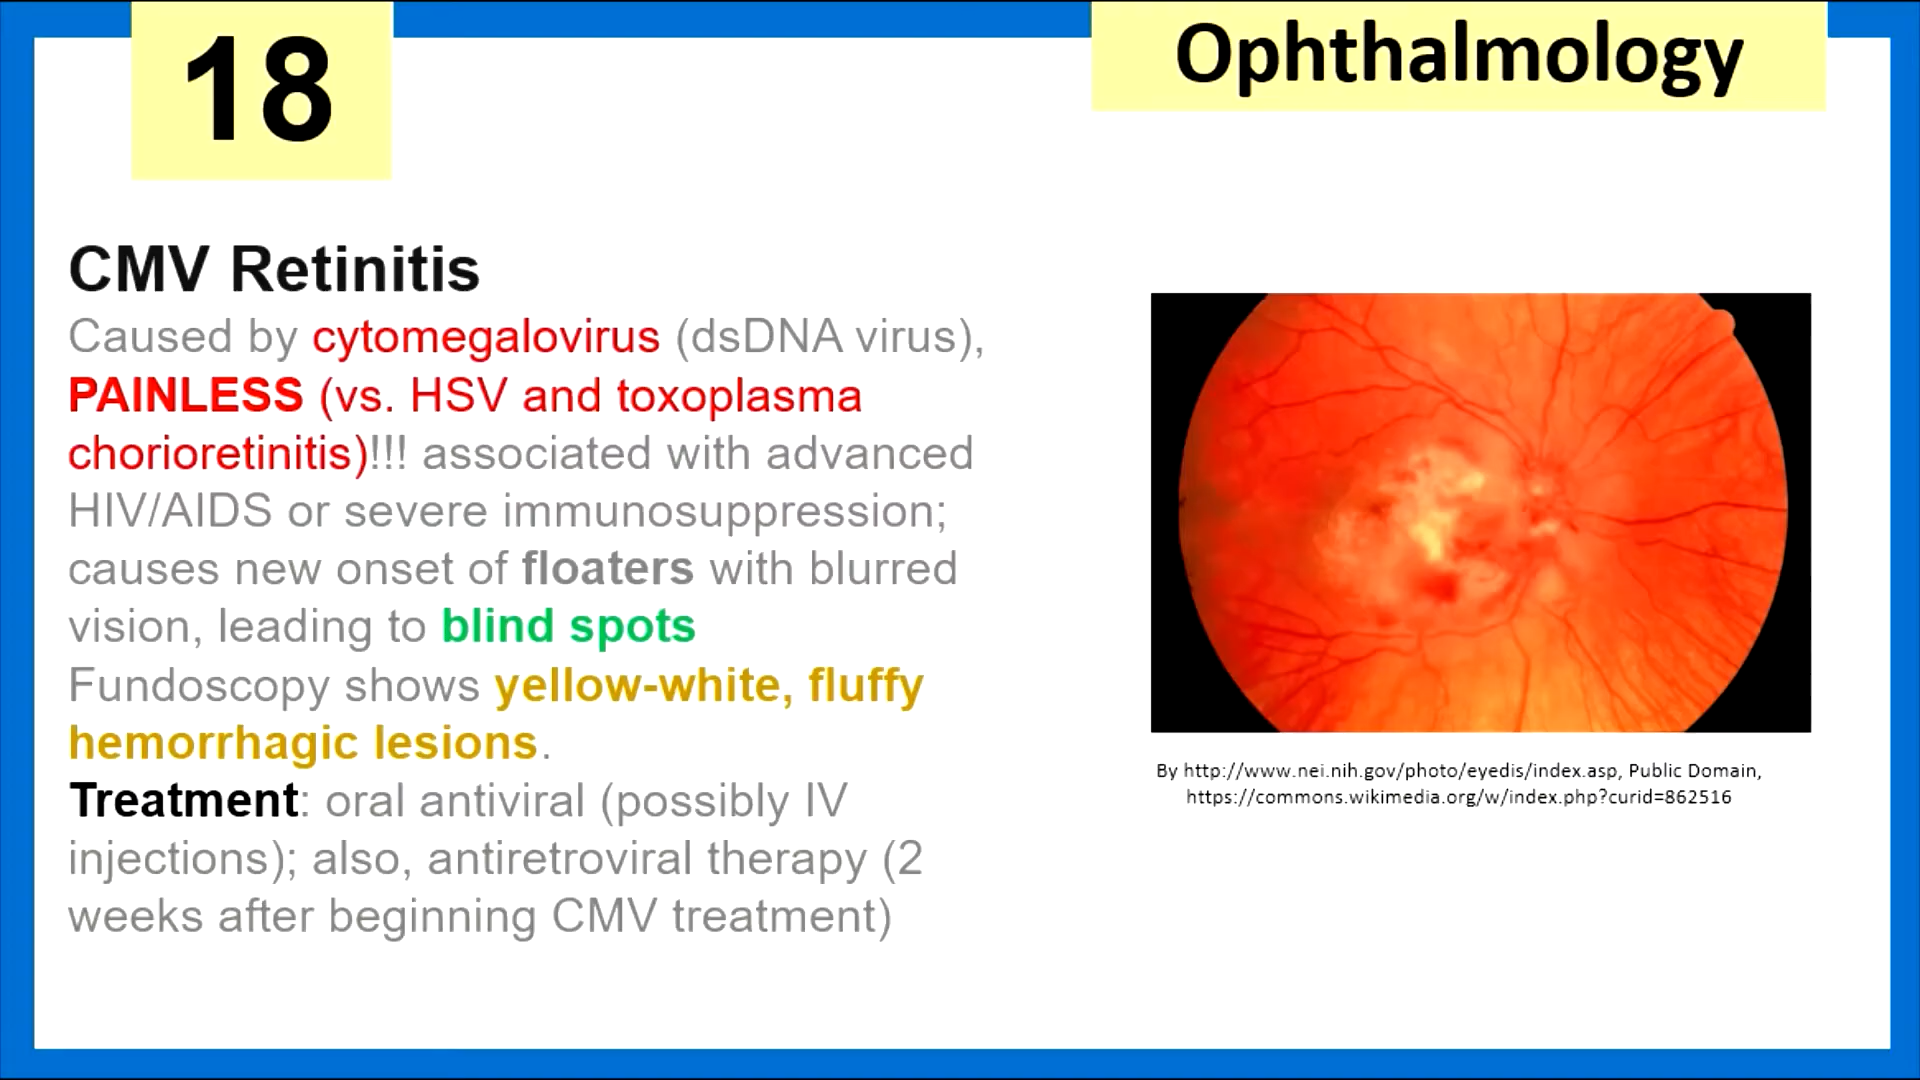 18
Ophthalmology
CMV Retinitis
Caused by cytomegalovirus (dsDNA virus),
PAINLESS (vs. HSV and toxoplasma
chorioretinitis)!!! associated with advanced
HIV/AIDS or severe immunosuppression;
causes new onset of floaters with blurred
vision, leading to blind spots
Fundoscopy shows yellow-white, fluffy
hemorrhagic lesions.
Treatment: oral antiviral (possibly IV
injections); also, antiretroviral therapy (2
weeks after beginning CMV treatment)
By http://www.nei.nih.gov/photo/eyedis/index.asp, Public Domain,
https://commons.wikimedia.org/w/index.php?curid=862516